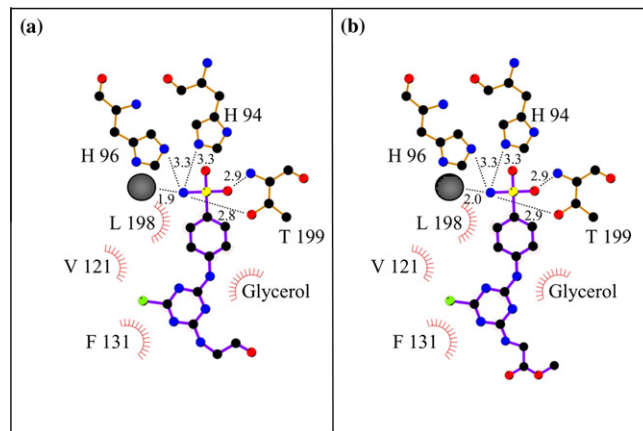 (a)
H 94
H 96
3.3
3.3
2.9
1.9
2.8
L 198
T 199
V 121
Glycerol
F 131
(b)
H 94
H 96
3.3
3.3
2.9
2.0
2.9
L 198
T 199
V 121
Glycerol
F 131